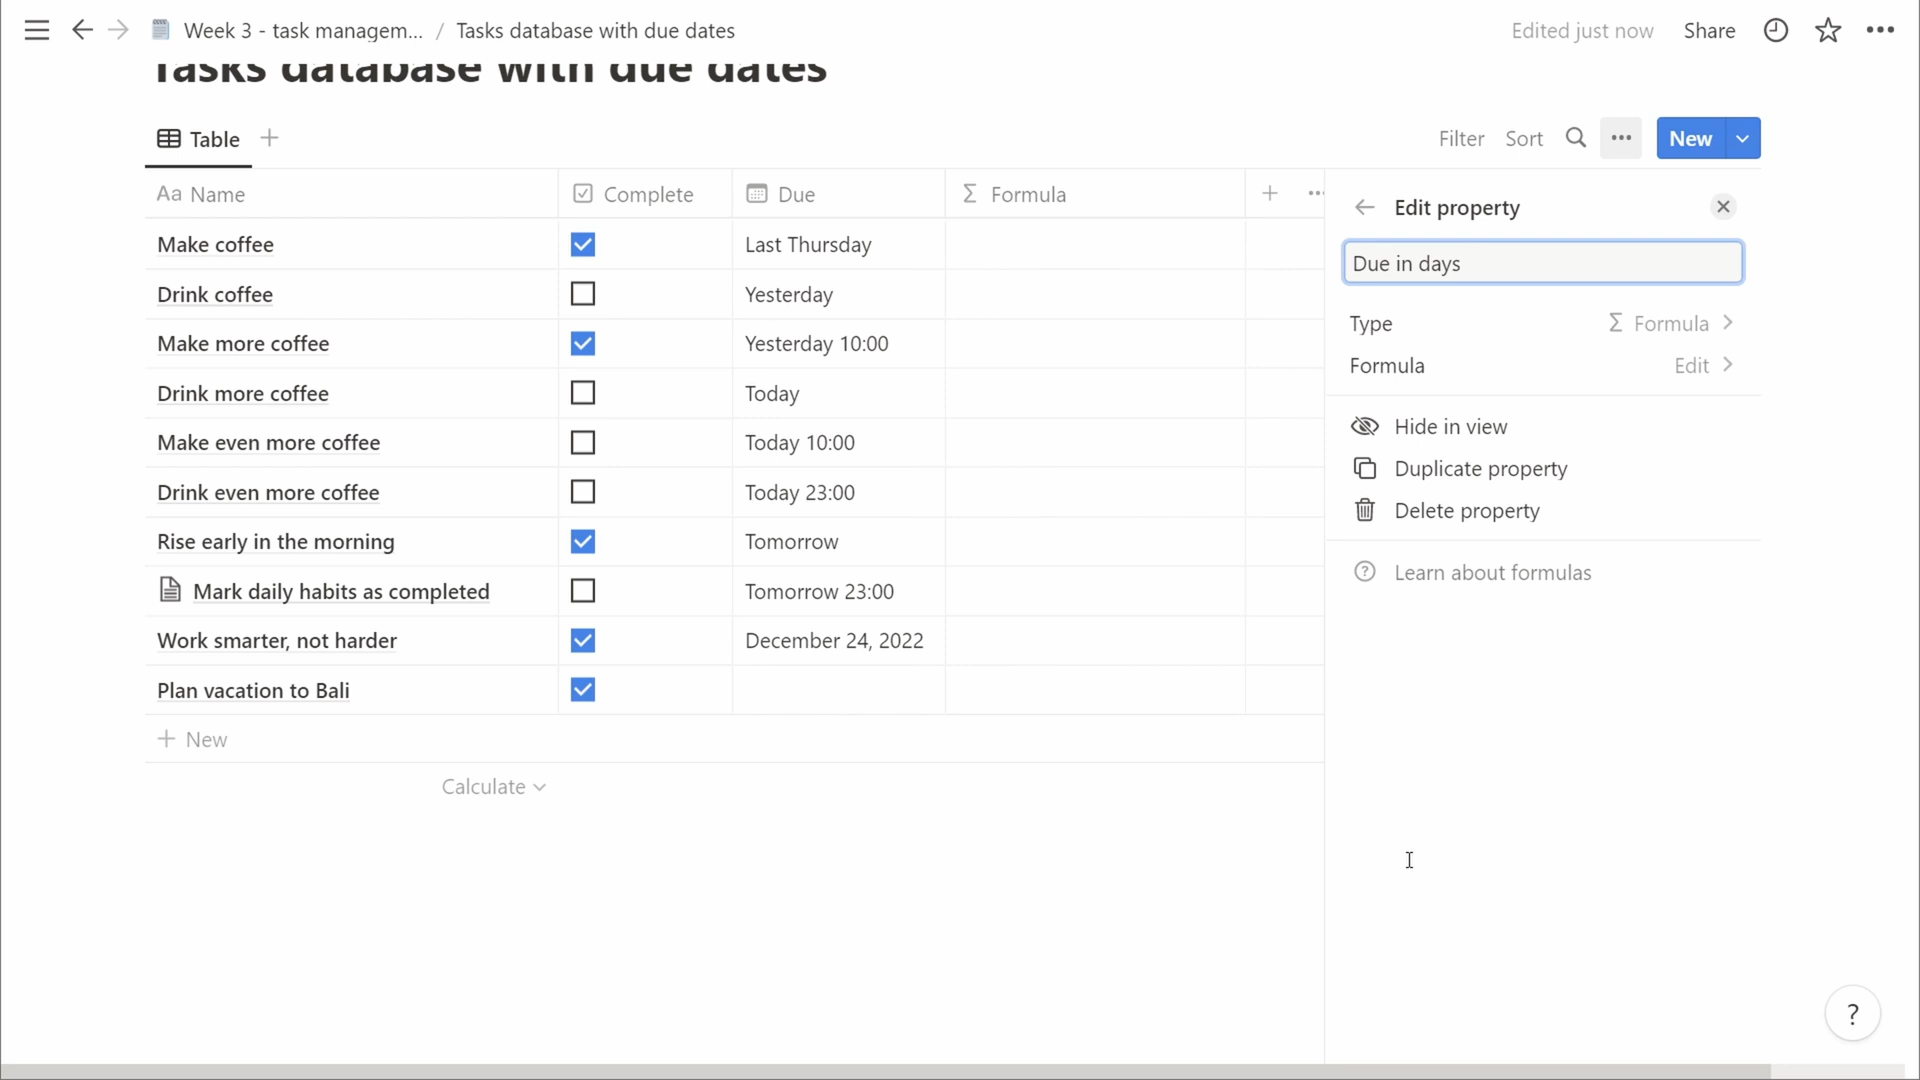 Week 3 - task managem... / Tasks database with due dates
Edited just now Share
Tasks database with due dates
Table
Filter Sort New
Aa Name Complete Due Σ Formula
Make coffee Last Thursday
Drink coffee Yesterday
Make more coffee Yesterday 10:00
Drink more coffee Today
Make even more coffee Today 10:00
Drink even more coffee Today 23:00
Rise early in the morning Tomorrow
Mark daily habits as completed Tomorrow 23:00
Work smarter, not harder December 24, 2022
Plan vacation to Bali
+ New
Calculate
Edit property
Due in days
Type Σ Formula
Formula Edit
Hide in view
Duplicate property
Delete property
Learn about formulas
?